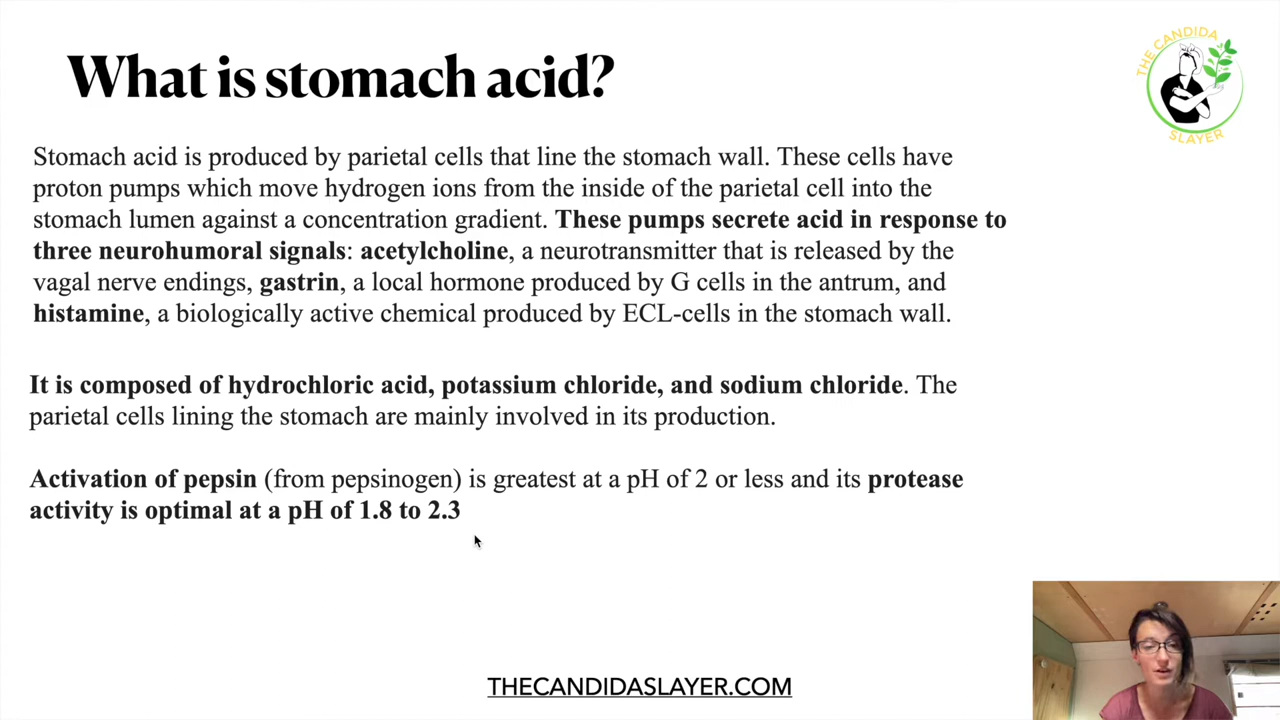 What is stomach acid?
THE CANDIDA
SLAYER
Stomach acid is produced by parietal cells that line the stomach wall. These cells have
proton pumps which move hydrogen ions from the inside of the parietal cell into the
stomach lumen against a concentration gradient. These pumps secrete acid in response to
three neurohumoral signals: acetylcholine, a neurotransmitter that is released by the
vagal nerve endings, gastrin, a local hormone produced by G cells in the antrum, and
histamine, a biologically active chemical produced by ECL-cells in the stomach wall.
It is composed of hydrochloric acid, potassium chloride, and sodium chloride. The
parietal cells lining the stomach are mainly involved in its production.
Activation of pepsin (from pepsinogen) is greatest at a pH of 2 or less and its protease
activity is optimal at a pH of 1.8 to 2.3
THECANDIDASLAYER.COM